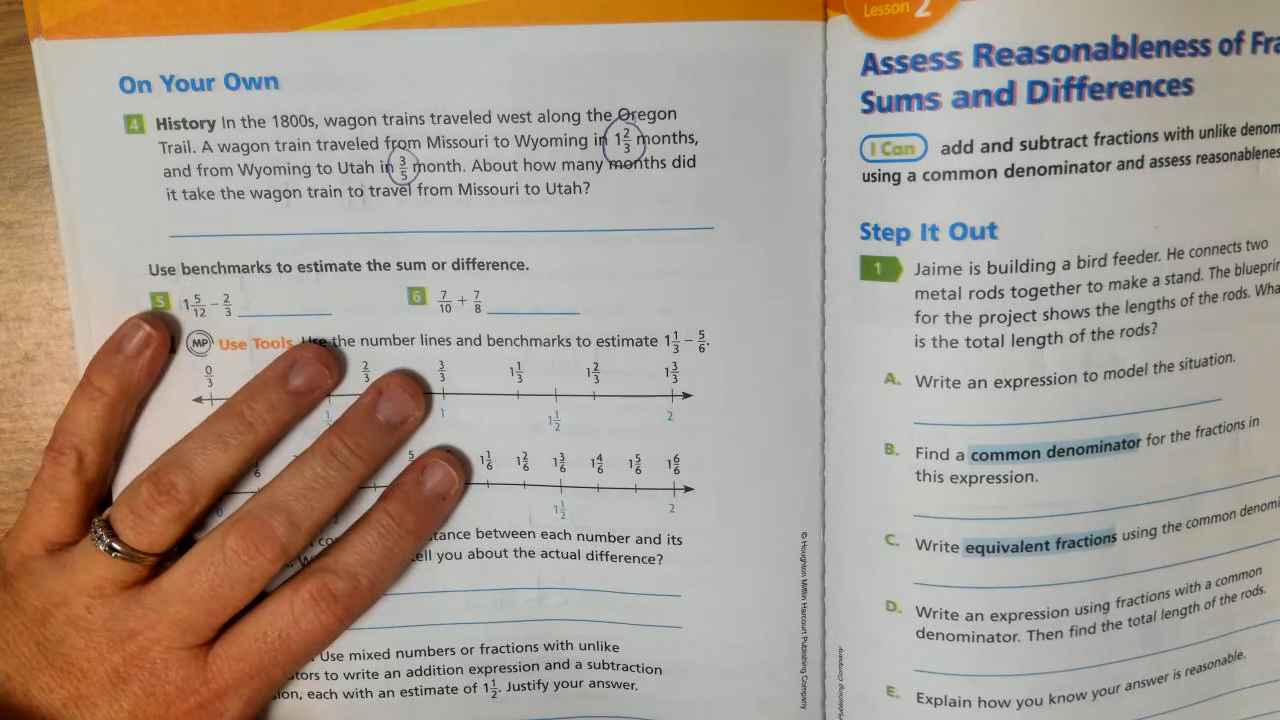 On Your Own
4 History In the 1800s, wagon trains traveled west along the Oregon
Trail. A wagon train traveled from Missouri to Wyoming in 1 2/3 months,
and from Wyoming to Utah in 3/5 month. About how many months did
it take the wagon train to travel from Missouri to Utah?
Use benchmarks to estimate the sum or difference.
5 1 5/12 − 2/3
6 7/10 + 7/8
MP Use Tools Use the number lines and benchmarks to estimate 1 1/3 − 5/6.
0/3 2/3 3/3 1 1/3 1 2/3 1 3/3
1 1 1/2 2
1 1/6 1 2/6 1 3/6 1 4/6 1 5/6 1 6/6
1 1/2 2
between each number and its
you about the actual difference?
Use mixed numbers or fractions with unlike
to write an addition expression and a subtraction
each with an estimate of 1 1/2. Justify your answer.
© Houghton Mifflin Harcourt Publishing Company
Lesson 2
Assess Reasonableness of
Sums and Differences
I Can add and subtract fractions with unlike
using a common denominator and assess
Step It Out
1 Jaime is building a bird feeder. He connects two
metal rods together to make a stand. The
for the project shows the lengths of the rods.
is the total length of the rods?
A. Write an expression to model the situation.
B. Find a common denominator for the fractions in
this expression.
C. Write equivalent fractions using the common
D. Write an expression using fractions with a common
denominator. Then find the total length of the rods.
E. Explain how you know your answer is reasonable.
Publishing Company